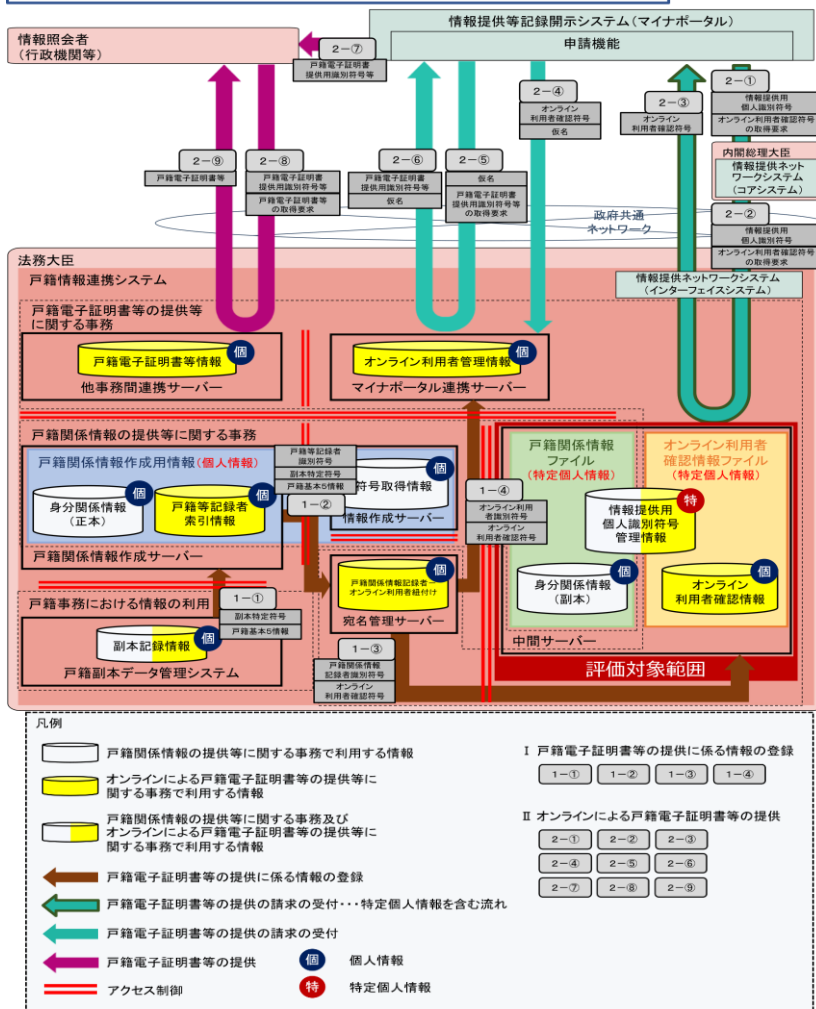 情報提供等記録開示システム(マイナポータル)
申請機能
情報照会者
(行政機関等)
2-⑦
戸籍電子証明書
提供用識別符号等
2-④
オンライン
利用者確認符号
仮名
2-③
オンライン
利用者確認符号
2-①
情報提供用
個人識別符号
オンライン利用者確認符号
の取得要求
内閣総理大臣
情報提供ネット
ワークシステム
(コアシステム)
2-⑨
戸籍電子証明書等
2-⑧
戸籍電子証明書
提供用識別符号等
戸籍電子証明書等
の取得要求
2-⑥
戸籍電子証明書
提供用識別符号等
仮名
2-⑤
仮名
戸籍電子証明書
提供用識別符号等
の取得要求
政府共通
ネットワーク
2-②
情報提供用
個人識別符号
オンライン利用者確認符号
の取得要求
法務大臣
戸籍情報連携システム
情報提供ネットワークシステム
(インターフェイスシステム)
戸籍電子証明書等の提供等
に関する事務
戸籍電子証明書等情報
個
他事務間連携サーバー
オンライン利用者管理情報
個
マイナポータル連携サーバー
戸籍関係情報の提供等に関する事務
戸籍関係情報作成用情報(個人情報)
身分関係情報
(正本)
個
戸籍等記録者
索引情報
個
戸籍関係情報作成サーバー
戸籍等記録者
識別符号
副本特定符号
戸籍基本5情報
1-②
号取得情報
個
情報作成サーバー
1-④
オンライン利用
者識別符号
オンライン
利用者確認符号
戸籍関係情報
ファイル
(特定個人情報)
オンライン利用者
確認情報ファイル
(特定個人情報)
情報提供用
個人識別符号
管理情報
特
身分関係情報
(副本)
個
オンライン
利用者確認情報
個
中間サーバー
評価対象範囲
戸籍関係情報記録者ー
オンライン利用者紐付け
個
宛名管理サーバー
戸籍事務における情報の利用
1-①
副本特定符号
戸籍基本5情報
副本記録情報
個
戸籍副本データ管理システム
1-③
戸籍関係情報
記録者識別符号
オンライン
利用者確認符号
凡例
戸籍関係情報の提供等に関する事務で利用する情報
オンラインによる戸籍電子証明書等の提供等に
関する事務で利用する情報
戸籍関係情報の提供等に関する事務及び
オンラインによる戸籍電子証明書等の提供等に
関する事務で利用する情報
戸籍電子証明書等の提供に係る情報の登録
戸籍電子証明書等の提供の請求の受付・・・特定個人情報を含む流れ
戸籍電子証明書等の提供の請求の受付
戸籍電子証明書等の提供
個 個人情報
アクセス制御
特 特定個人情報
Ⅰ 戸籍電子証明書等の提供に係る情報の登録
1-① 1-② 1-③ 1-④
Ⅱ オンラインによる戸籍電子証明書等の提供
2-① 2-② 2-③
2-④ 2-⑤ 2-⑥
2-⑦ 2-⑧ 2-⑨